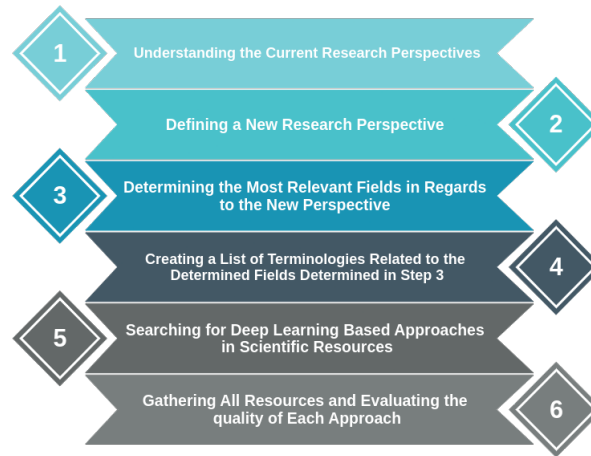 1
Understanding the Current Research Perspectives
Defining a New Research Perspective
2
3
Determining the Most Relevant Fields in Regards
to the New Perspective
Creating a List of Terminologies Related to the
Determined Fields Determined in Step 3
4
5
Searching for Deep Learning Based Approaches
in Scientific Resources
Gathering All Resources and Evaluating the
quality of Each Approach
6